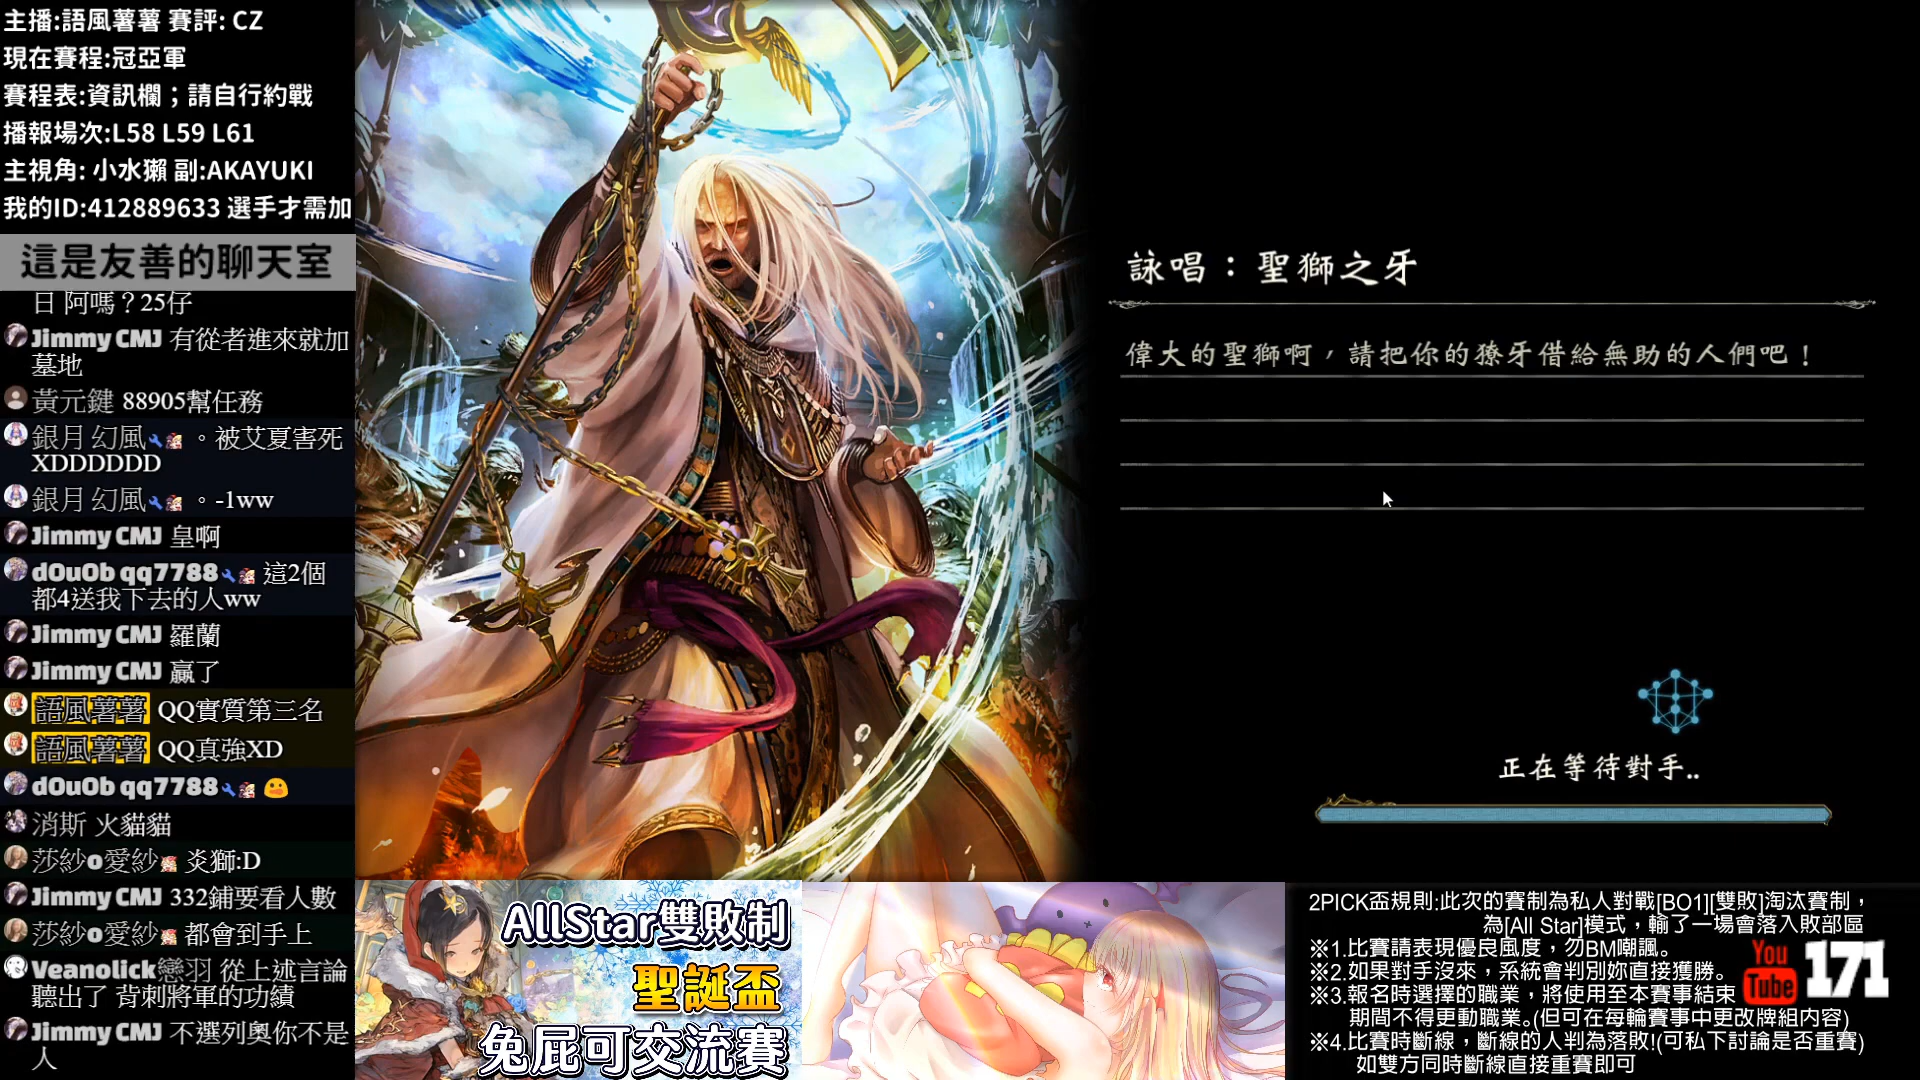 主播:語風薯薯 賽評: CZ
現在賽程:冠亞軍
賽程表:資訊欄；請自行約戰
播報場次:L58 L59 L61
主視角: 小水獺 副:AKAYUKI
我的ID:412889633 選手才需加
這是友善的聊天室
日 阿嗎？25仔
Jimmy CMJ 有從者進來就加
墓地
黃元鍵 88905幫任務
銀月 幻風 。被艾夏害死
XDDDDDD
銀月 幻風 。-1ww
Jimmy CMJ 皇啊
d0u0b qq7788 這2個
都4送我下去的人ww
Jimmy CMJ 羅蘭
Jimmy CMJ 贏了
語風薯薯 QQ實質第三名
語風薯薯 QQ真強XD
d0u0b qq7788
消斯 火貓貓
莎紗o愛紗 炎獅:D
Jimmy CMJ 332鋪要看人數
莎紗o愛紗 都會到手上
Veanolick戀羽 從上述言論
聽出了 背刺將軍的功績
Jimmy CMJ 不選列奧你不是
人
詠唱：聖獅之牙
偉大的聖獅啊，請把你的獠牙借給無助的人們吧！
正在等待對手..
AllStar雙敗制
聖誕盃
兔屁可交流賽
2PICK盃規則:此次的賽制為私人對戰[BO1][雙敗]淘汰賽制，
為[All Star]模式，輸了一場會落入敗部區
※1.比賽請表現優良風度，勿BM嘲諷。
※2.如果對手沒來，系統會判別妳直接獲勝。
※3.報名時選擇的職業，將使用至本賽事結束
期間不得更動職業。(但可在每輪賽事中更改牌組内容)
※4.比賽時斷線，斷線的人判為落敗!(可私下討論是否重賽)
如雙方同時斷線直接重賽即可
You
Tube 171